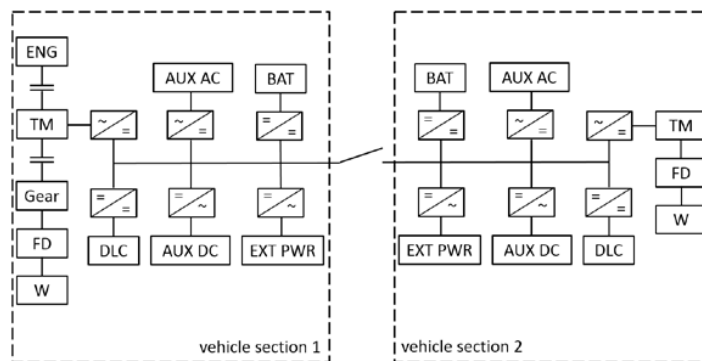 ENG
AUX AC
BAT
TM
~
=
~
=
=
=
Gear
=
=
=
~
=
~
FD
DLC
AUX DC
EXT PWR
W
vehicle section 1
BAT
AUX AC
=
=
~
=
~
=
TM
FD
=
~
=
~
=
=
W
EXT PWR
AUX DC
DLC
vehicle section 2